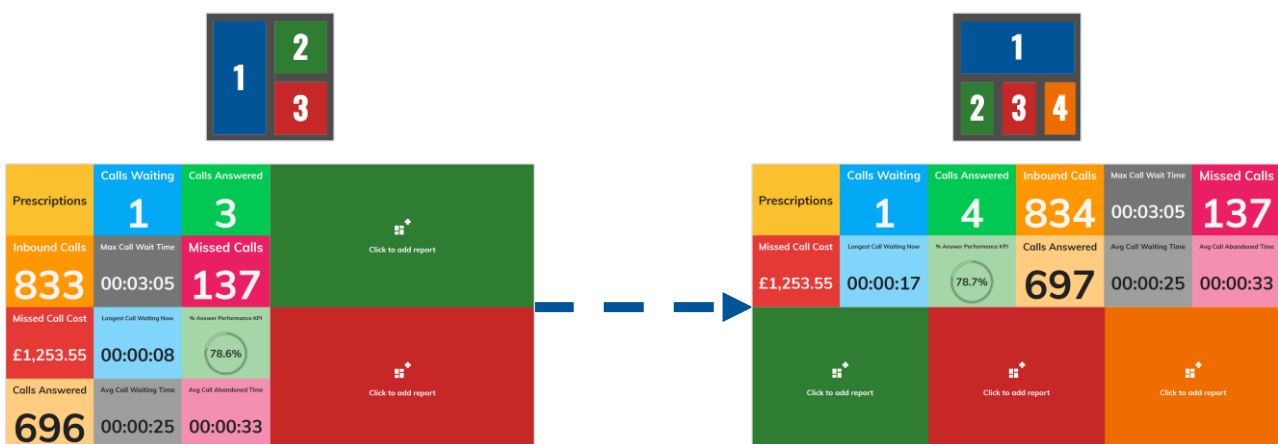 1
2
3
1
2 3 4
Prescriptions
Calls Waiting
1
Calls Answered
3
Click to add report
Inbound Calls
833
Max Call Wait Time
00:03:05
Missed Calls
137
Missed Call Cost
£1,253.55
Longest Call Waiting Now
00:00:08
% Answer Performance KPI
78.6%
Click to add report
Calls Answered
696
Avg Call Waiting Time
00:00:25
Avg Call Abandoned Time
00:00:33
Prescriptions
Calls Waiting
1
Calls Answered
4
Inbound Calls
834
Max Call Wait Time
00:03:05
Missed Calls
137
Missed Call Cost
£1,253.55
Longest Call Waiting Now
00:00:17
% Answer Performance KPI
78.7%
Calls Answered
697
Avg Call Waiting Time
00:00:25
Avg Call Abandoned Time
00:00:33
Click to add report
Click to add report
Click to add report